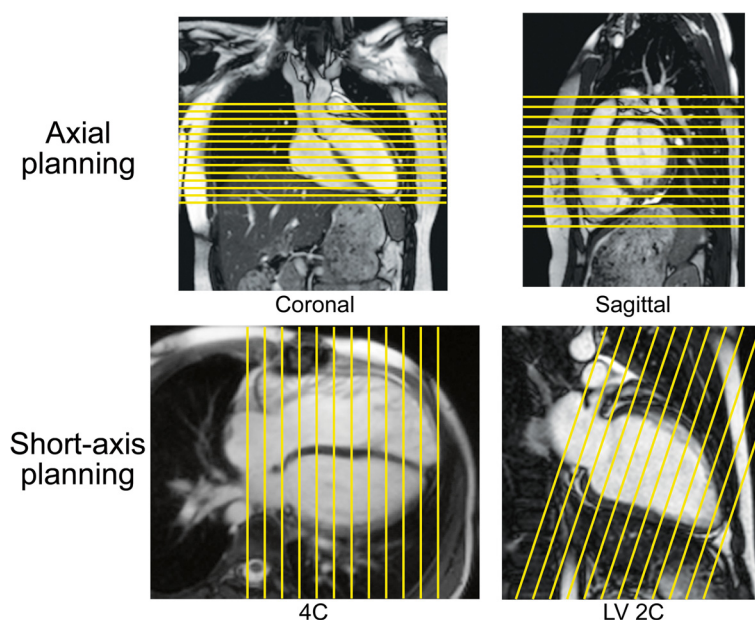 Axial
planning
Coronal
Sagittal
Short-axis
planning
4C
LV 2C